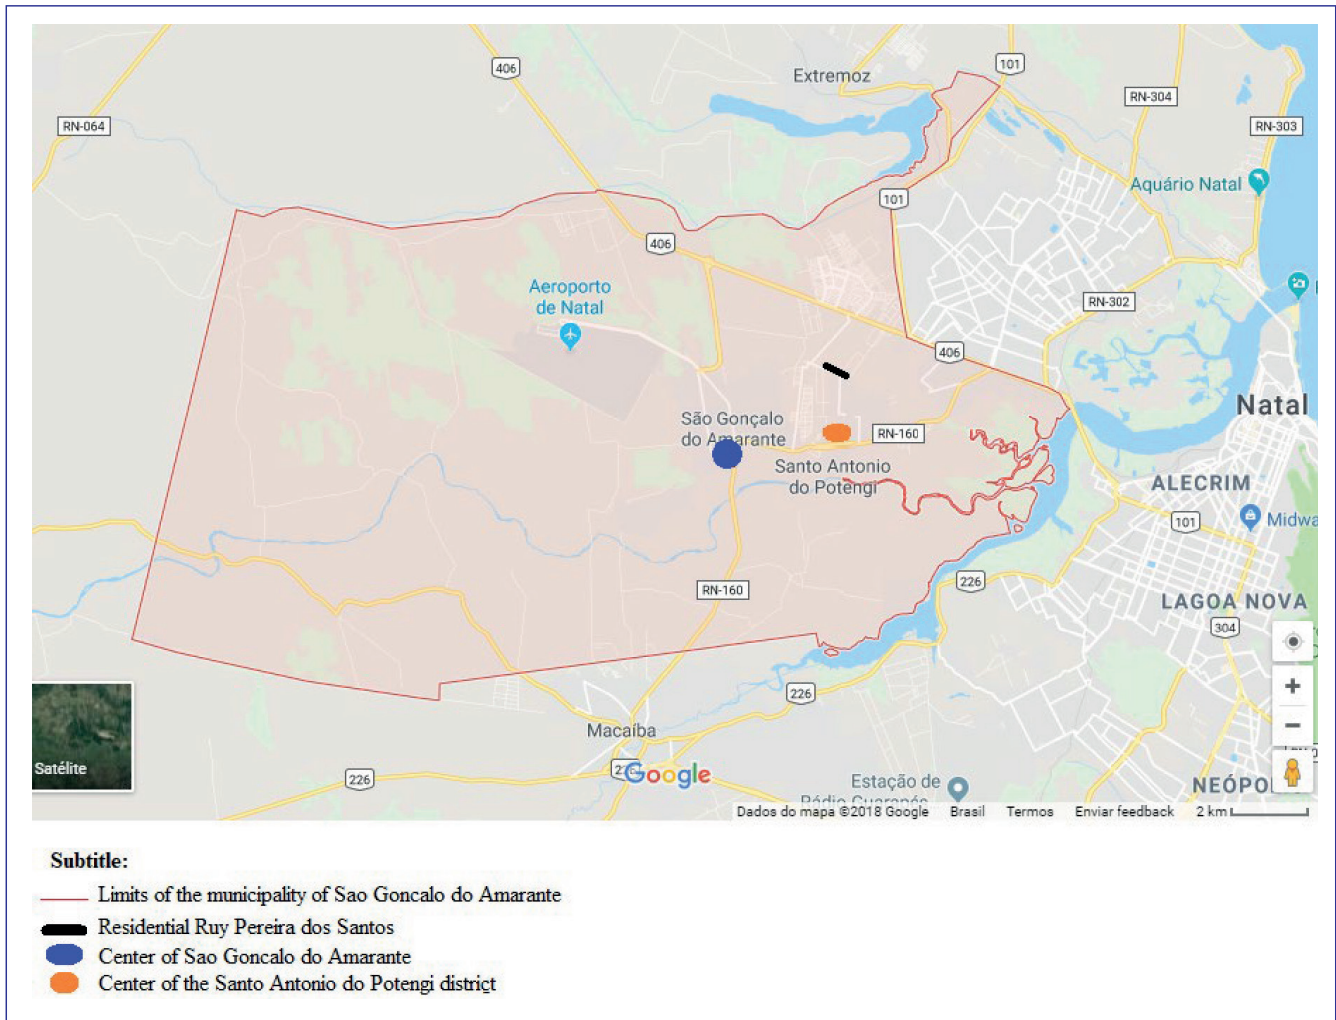 406
101
Extremoz
RN-304
RN-064
RN-303
Aquário Natal
101
406
Aeroporto
de Natal
RN-302
406
Natal
São Gonçalo
do Amarante
RN-160
Santo Antonio
do Potengi
ALECRIM
101
Midwa
226
RN-160
LAGOA NOVA
304
226
Macaíba
Satélite
226
Google
Estação de
NEÓPO
Dados do mapa ©2018 Google Brasil Termos Enviar feedback 2 km
Subtitle:
Limits of the municipality of Sao Goncalo do Amarante
Residential Ruy Pereira dos Santos
Center of Sao Goncalo do Amarante
Center of the Santo Antonio do Potengi district